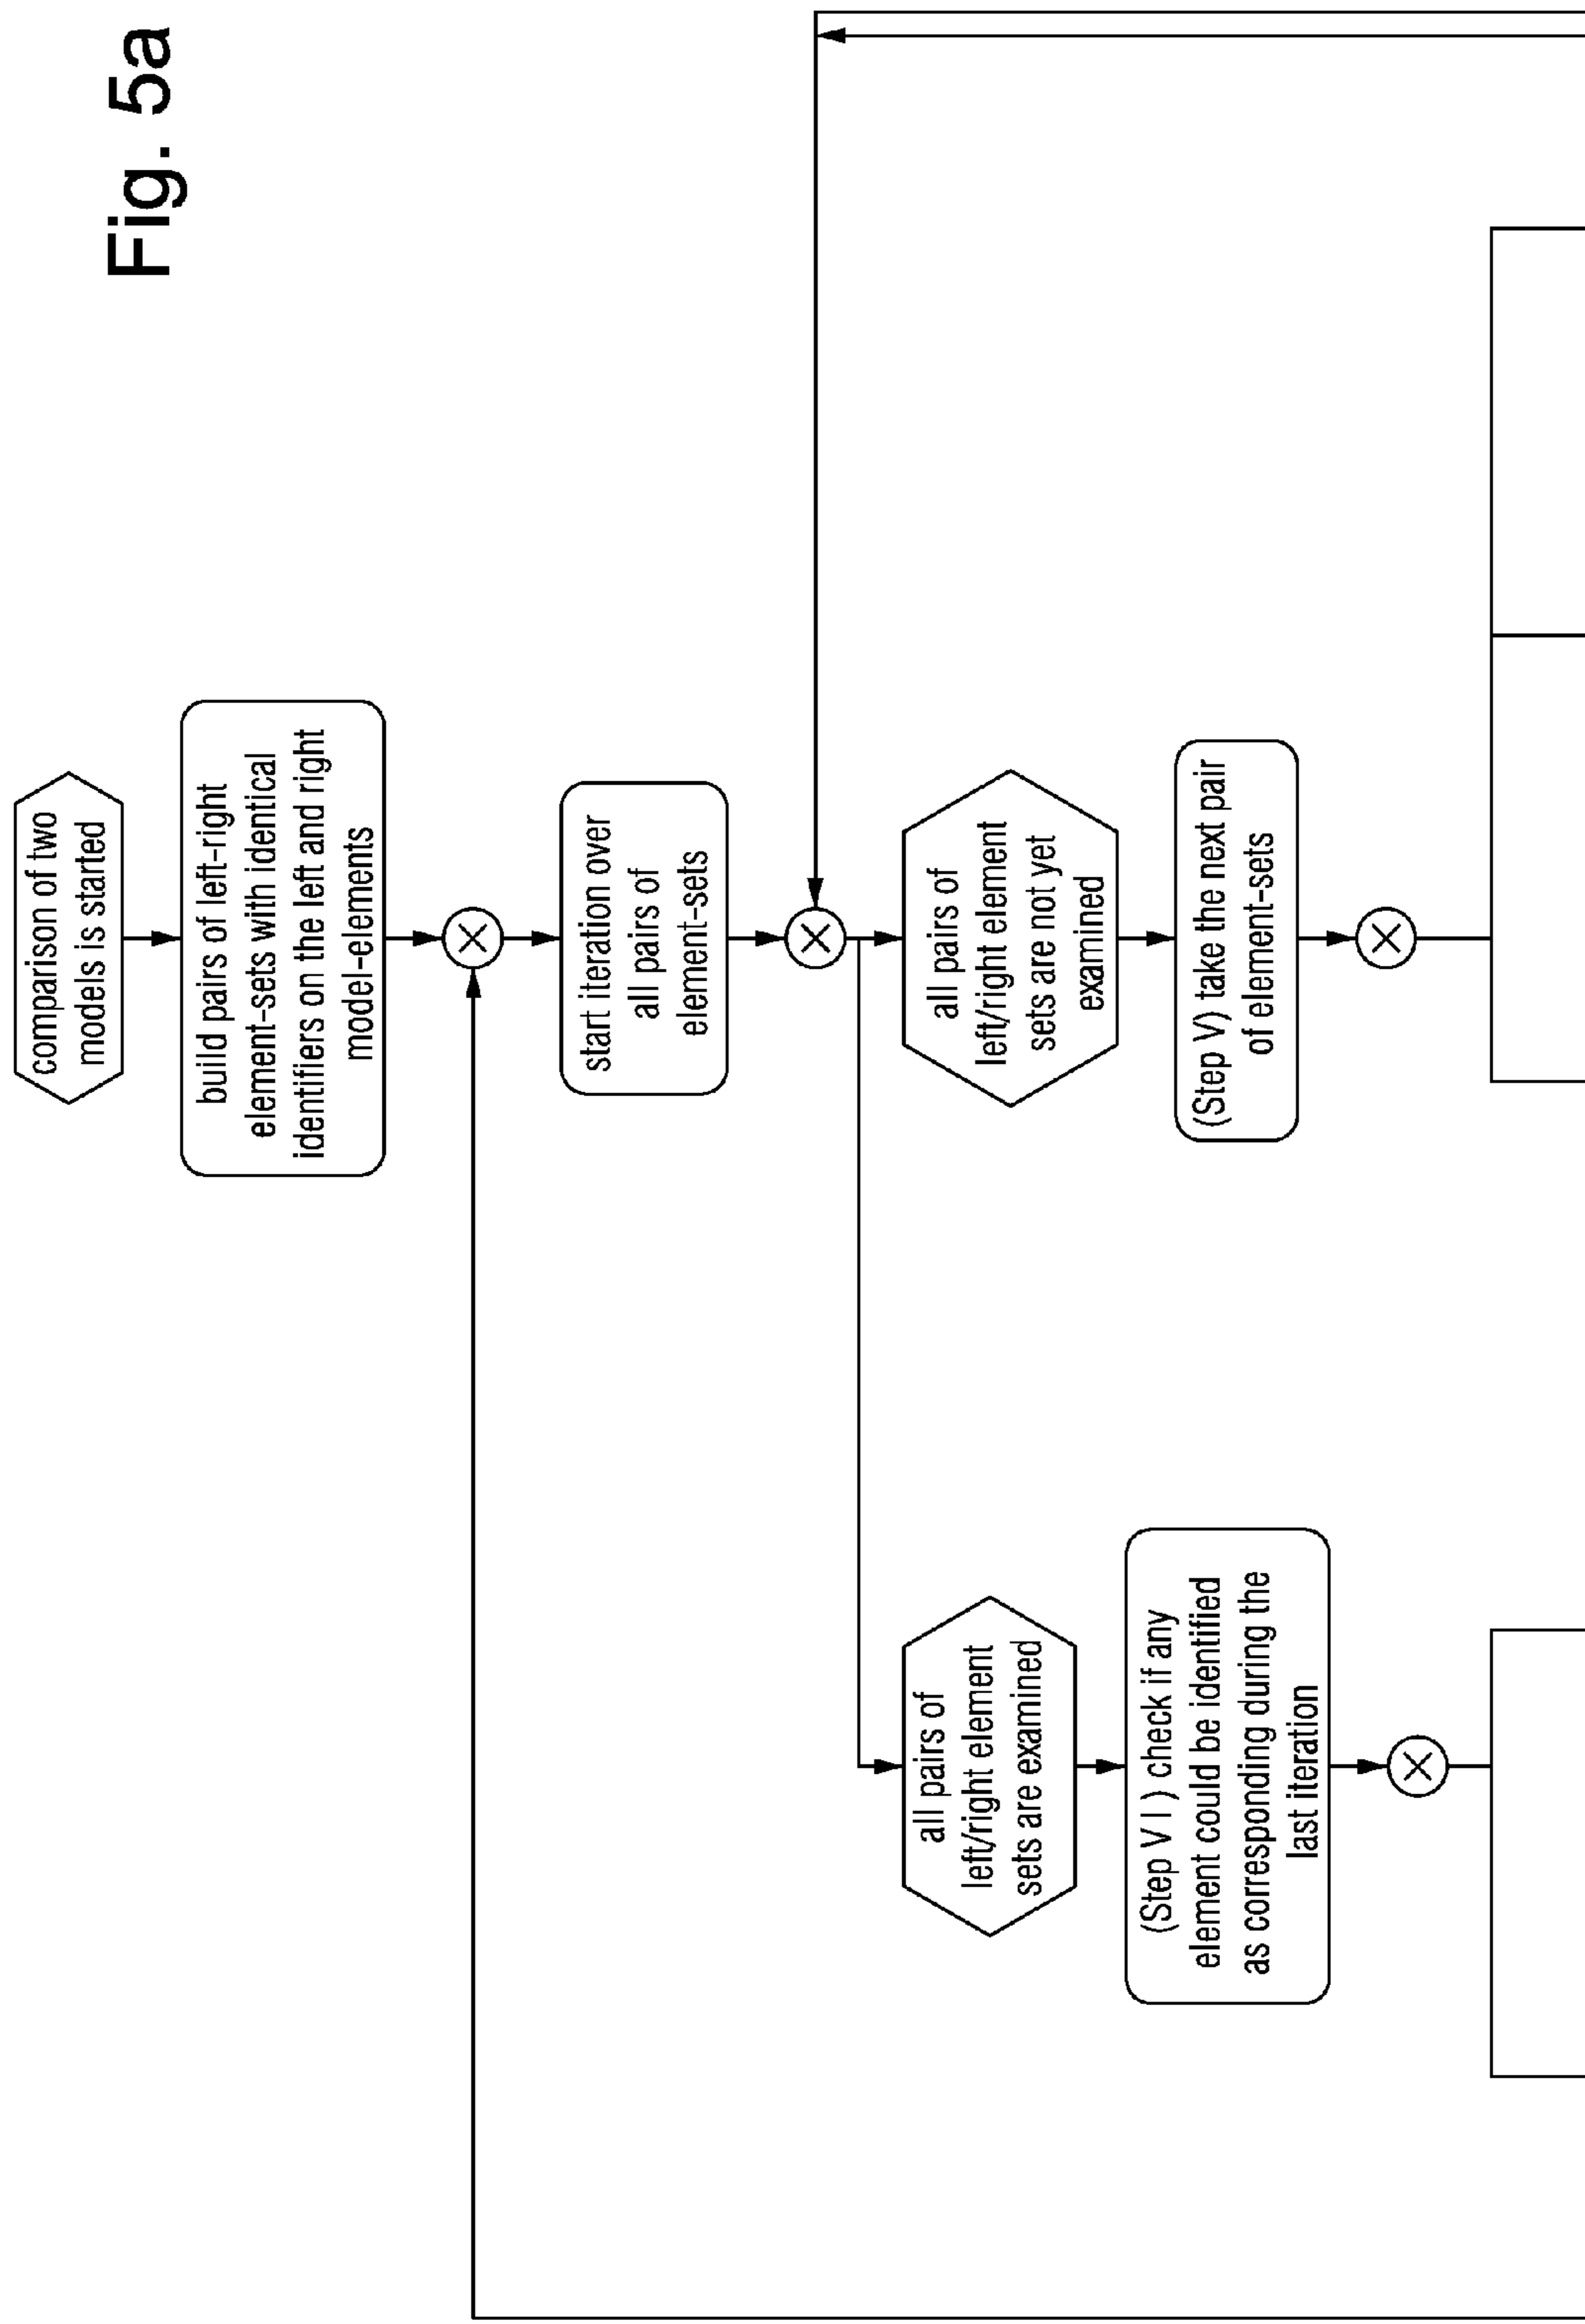 Fig. 5a
comparison of two
models is started
build pairs of left-right
element-sets with identical
identifiers on the left and right
model-elements
start iteration over
all pairs of
element-sets
all pairs of
left/right element
sets are examined
(Step V I ) check if any
element could be identified
as corresponding during the
last iteration
all pairs of
left/right element
sets are not yet
examined
(Step V) take the next pair
of element-sets